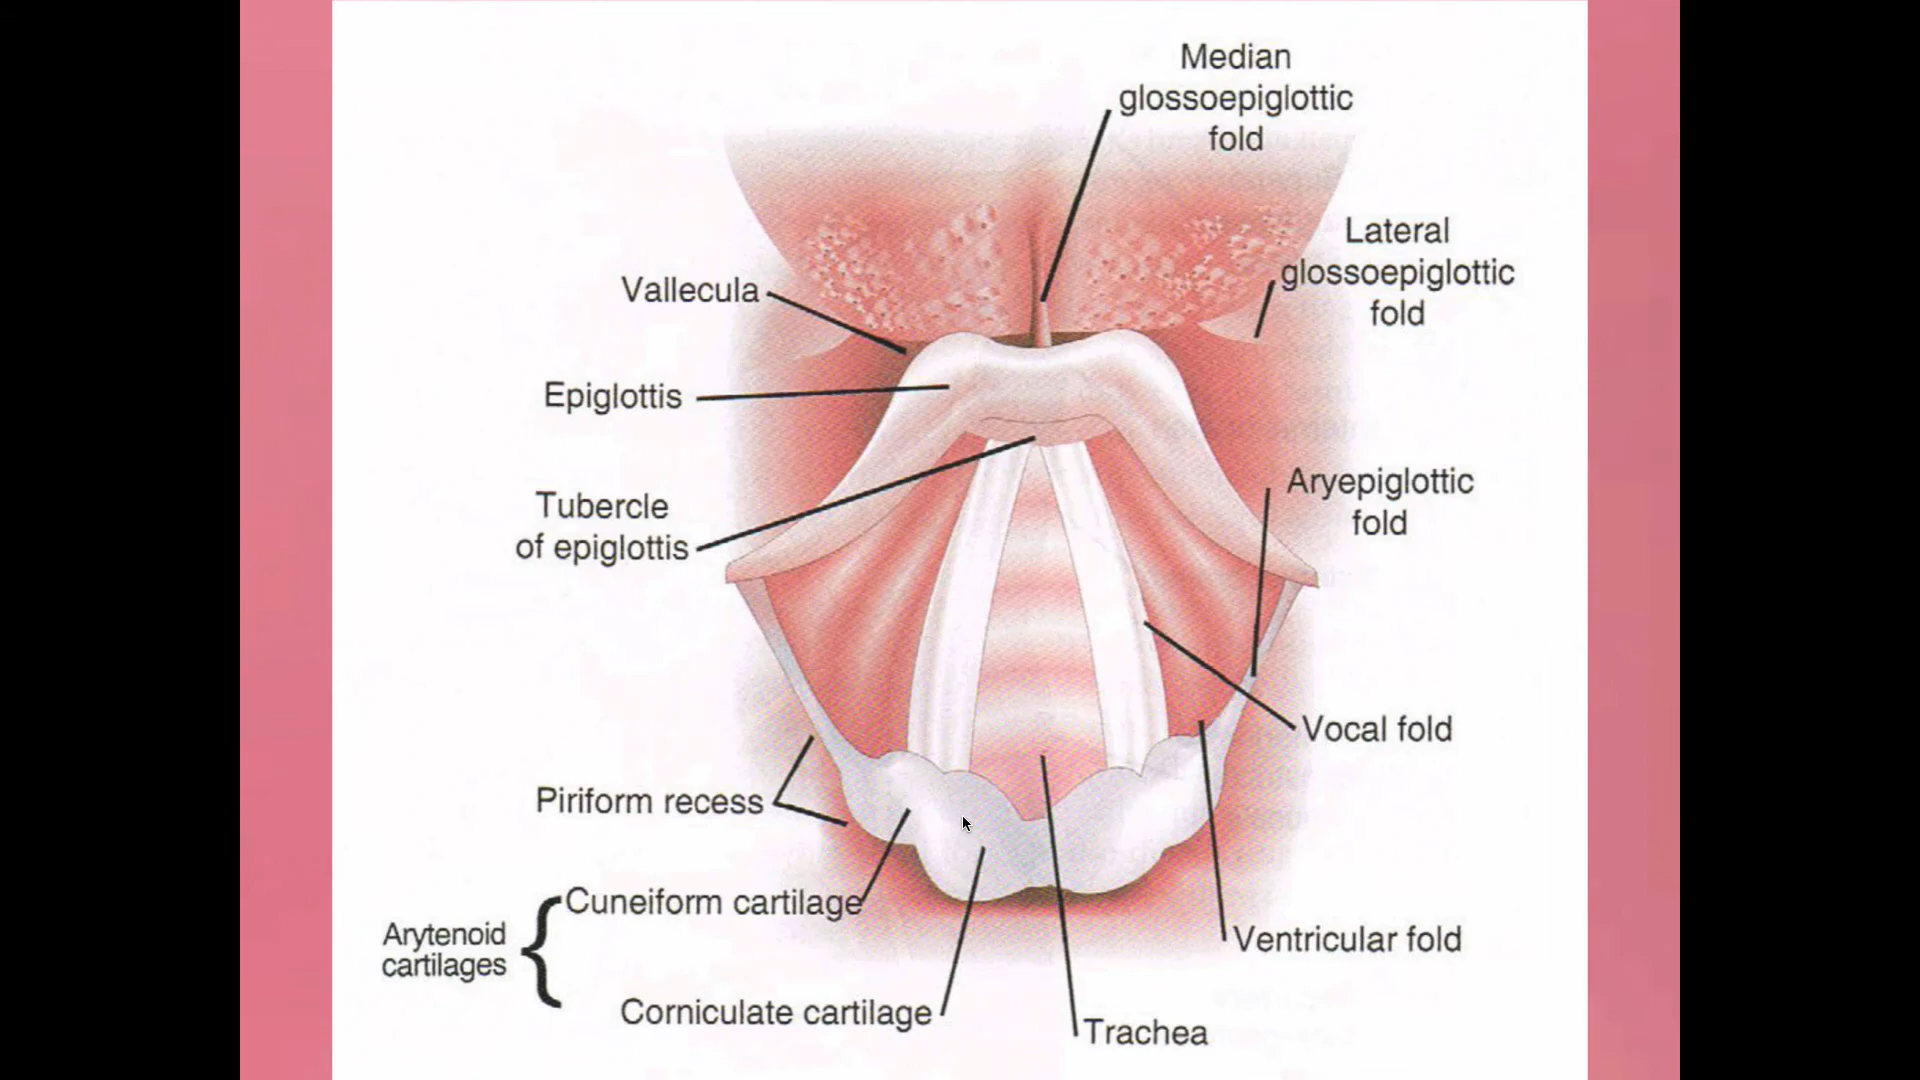 Median
glossoepiglottic
fold
Lateral
glossoepiglottic
fold
Vallecula
Epiglottis
Aryepiglottic
fold
Tubercle
of epiglottis
Vocal fold
Piriform recess
Cuneiform cartilage
Arytenoid
cartilages
Ventricular fold
Corniculate cartilage
Trachea